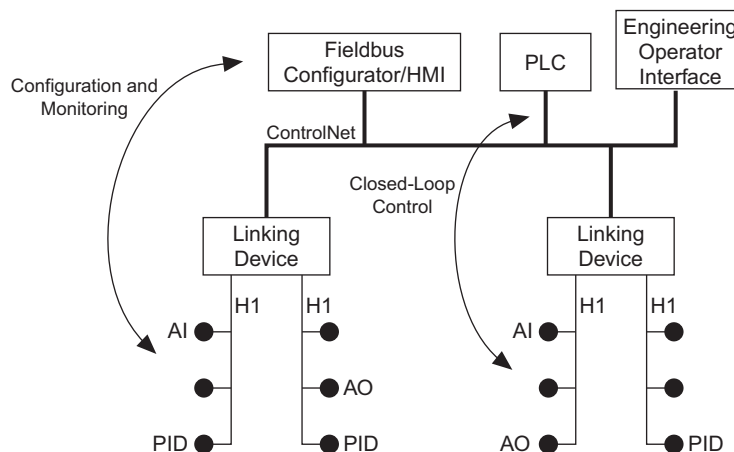 Fieldbus
Configurator/HMI
PLC
Engineering
Operator
Interface
Configuration and
Monitoring
ControlNet
Closed-Loop
Control
Linking
Device
Linking
Device
H1
H1
H1
H1
AI
AI
AO
PID
PID
AO
PID